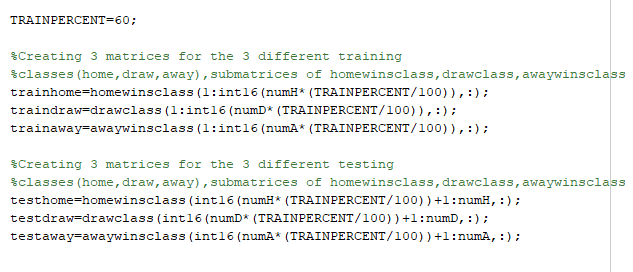 TRAINPERCENT=60;
%Creating 3 matrices for the 3 different training
%classes(home,draw,away),submatrices of homewinsclass,drawclass,awaywinsclass
trainhome=homewinsclass(1:int16(numH*(TRAINPERCENT/100)),:);
traindraw=drawclass(1:int16(numD*(TRAINPERCENT/100)),:);
trainaway=awaywinsclass(1:int16(numA*(TRAINPERCENT/100)),:);
%Creating 3 matrices for the 3 different testing
%classes(home,draw,away),submatrices of homewinsclass,drawclass,awaywinsclass
testhome=homewinsclass(int16(numH*(TRAINPERCENT/100))+1:numH,:);
testdraw=drawclass(int16(numD*(TRAINPERCENT/100))+1:numD,:);
testaway=awaywinsclass(int16(numA*(TRAINPERCENT/100))+1:numA,:);